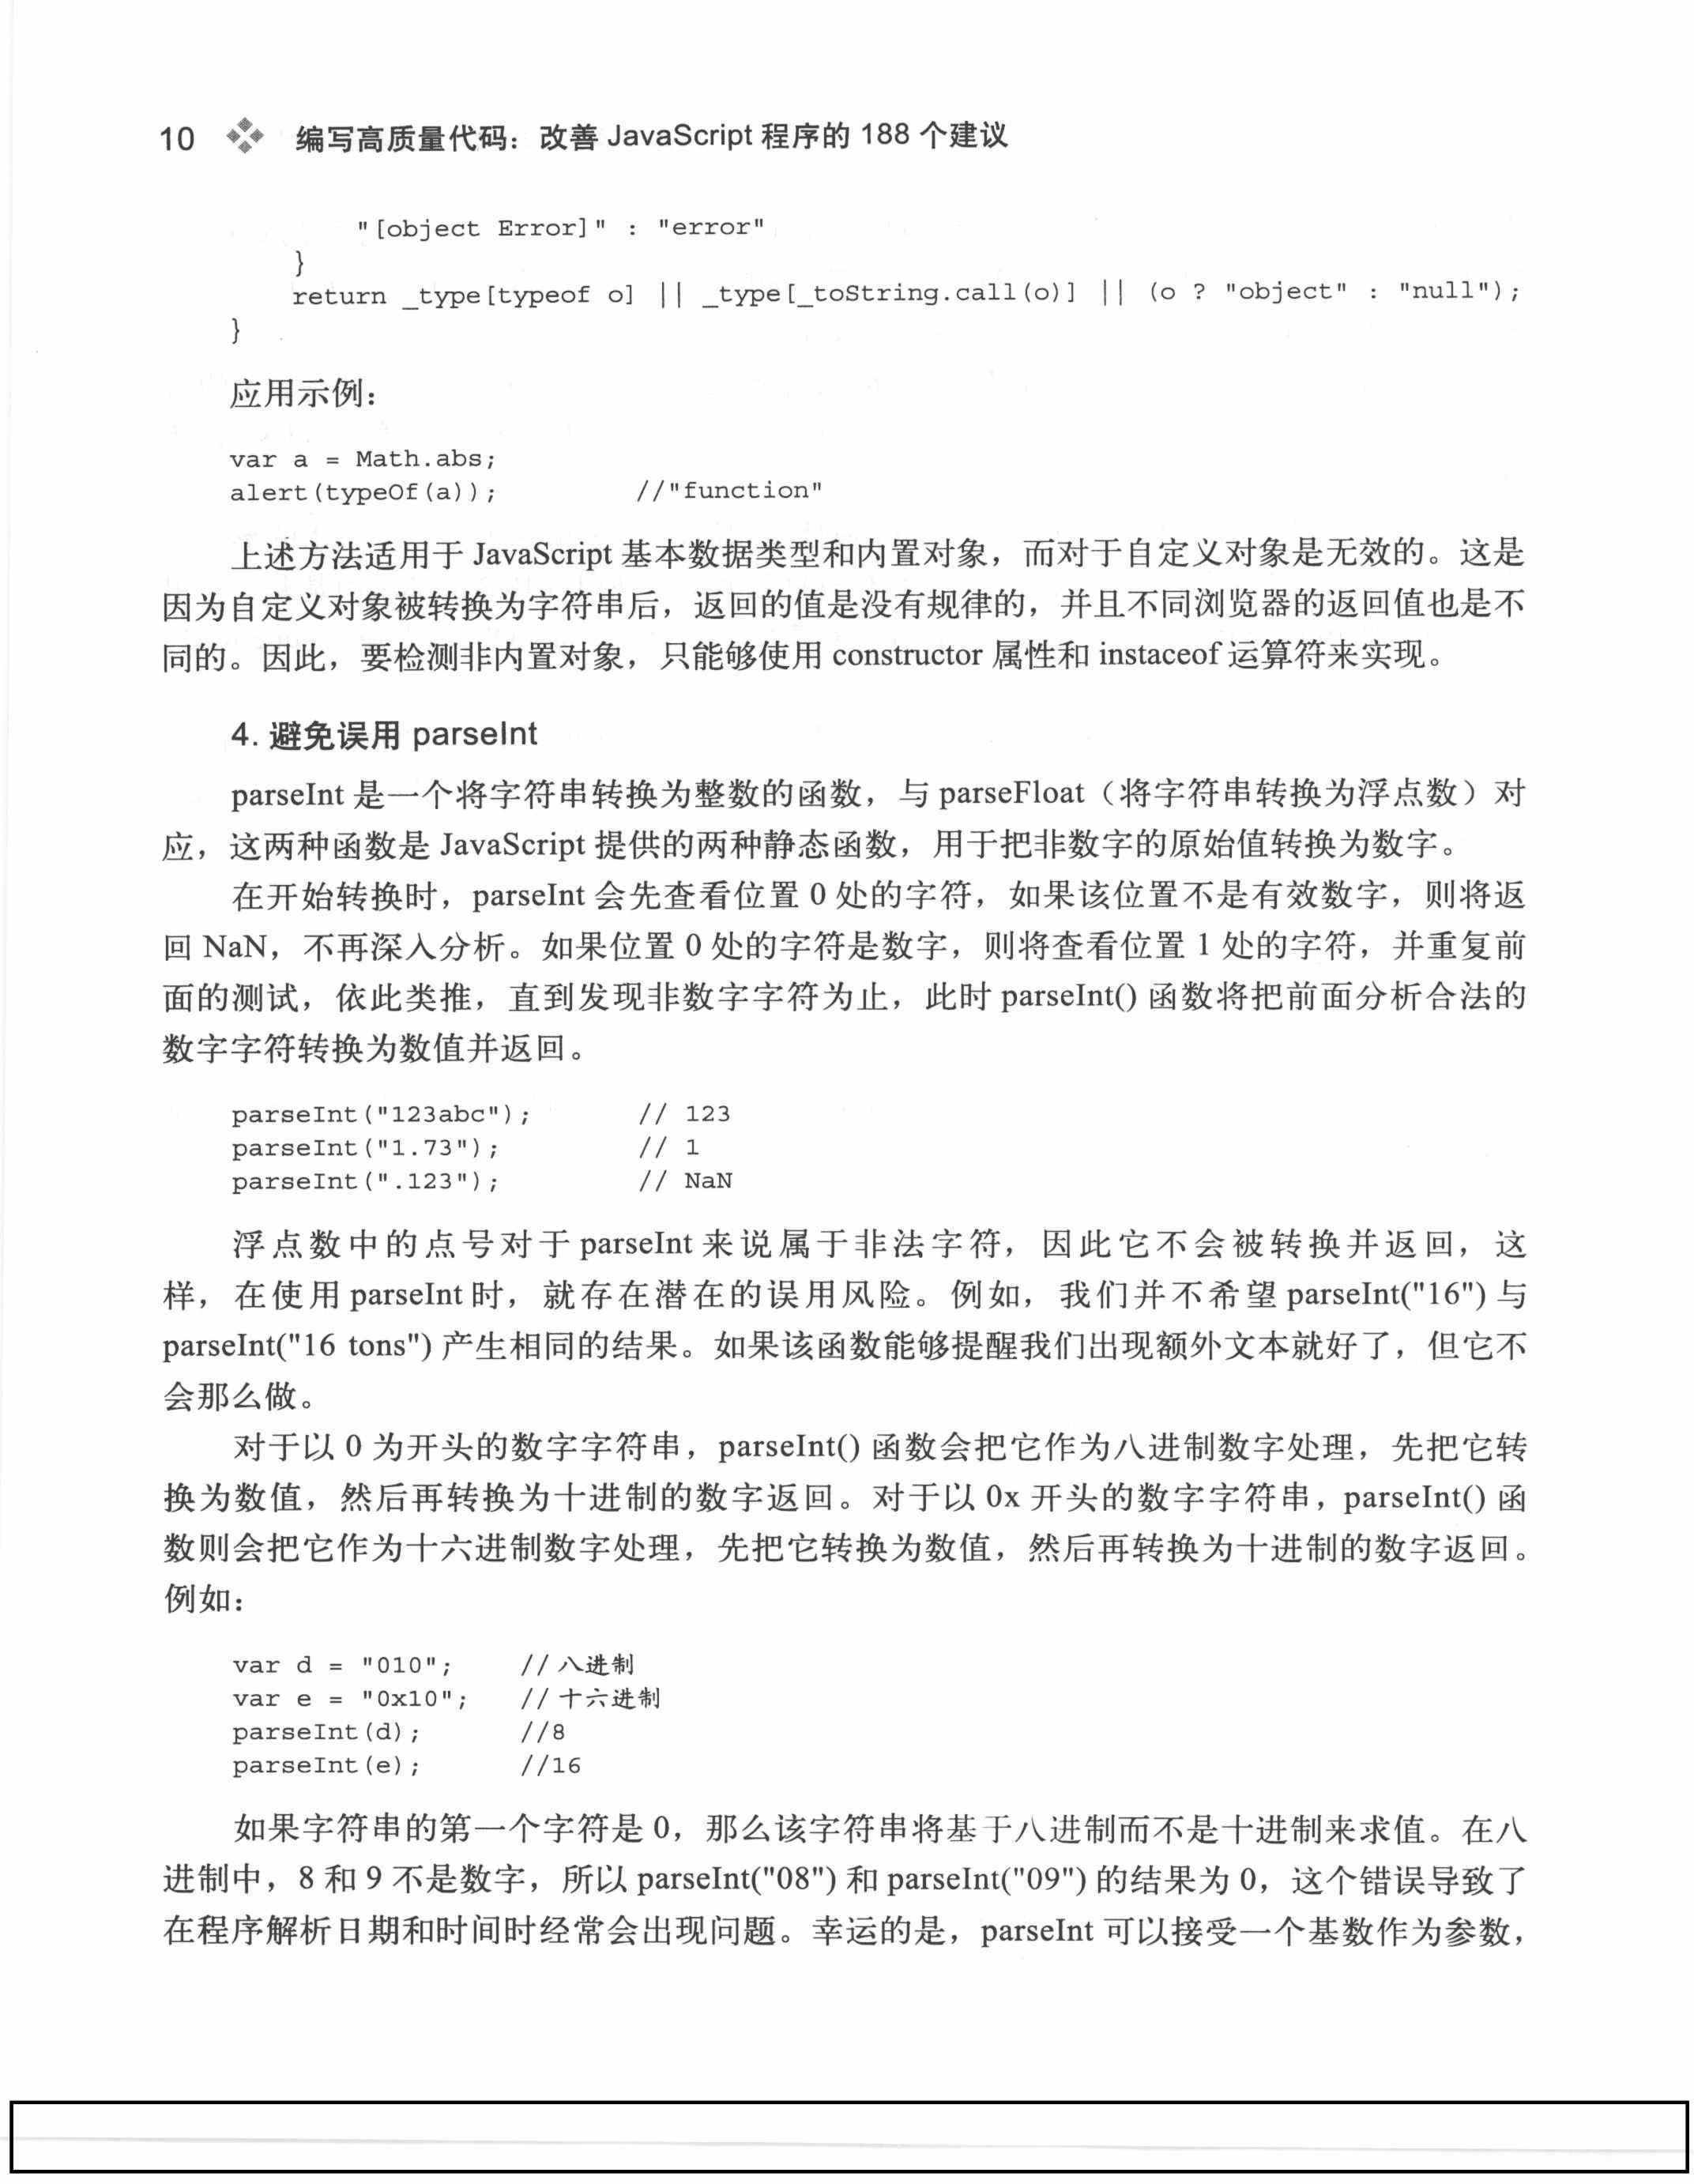 10 编写高质量代码：改善 JavaScript 程序的 188 个建议
"[object Error]" : "error"
}
return _type[typeof o] || _type[_toString.call(o)] || (o ? "object" : "null");
}
应用示例：
var a = Math.abs;
alert(typeOf(a)); //"function"
上述方法适用于 JavaScript 基本数据类型和内置对象，而对于自定义对象是无效的。这是
因为自定义对象被转换为字符串后，返回的值是没有规律的，并且不同浏览器的返回值也是不
同的。因此，要检测非内置对象，只能够使用 constructor 属性和 instaceof 运算符来实现。
4. 避免误用 parseInt
parseInt 是一个将字符串转换为整数的函数，与 parseFloat（将字符串转换为浮点数）对
应，这两种函数是 JavaScript 提供的两种静态函数，用于把非数字的原始值转换为数字。
在开始转换时，parseInt 会先查看位置 0 处的字符，如果该位置不是有效数字，则将返
回 NaN，不再深入分析。如果位置 0 处的字符是数字，则将查看位置 1 处的字符，并重复前
面的测试，依此类推，直到发现非数字字符为止，此时 parseInt() 函数将把前面分析合法的
数字字符转换为数值并返回。
parseInt("123abc"); // 123
parseInt("1.73"); // 1
parseInt(".123"); // NaN
浮点数中的点号对于 parseInt 来说属于非法字符，因此它不会被转换并返回，这
样，在使用 parseInt 时，就存在潜在的误用风险。例如，我们并不希望 parseInt("16") 与
parseInt("16 tons") 产生相同的结果。如果该函数能够提醒我们出现额外文本就好了，但它不
会那么做。
对于以 0 为开头的数字字符串，parseInt() 函数会把它作为八进制数字处理，先把它转
换为数值，然后再转换为十进制的数字返回。对于以 0x 开头的数字字符串，parseInt() 函
数则会把它作为十六进制数字处理，先把它转换为数值，然后再转换为十进制的数字返回。
例如：
var d = "010"; //八进制
var e = "0x10"; //十六进制
parseInt(d); //8
parseInt(e); //16
如果字符串的第一个字符是 0，那么该字符串将基于八进制而不是十进制来求值。在八
进制中，8 和 9 不是数字，所以 parseInt("08") 和 parseInt("09") 的结果为 0，这个错误导致了
在程序解析日期和时间时经常会出现问题。幸运的是，parseInt 可以接受一个基数作为参数，